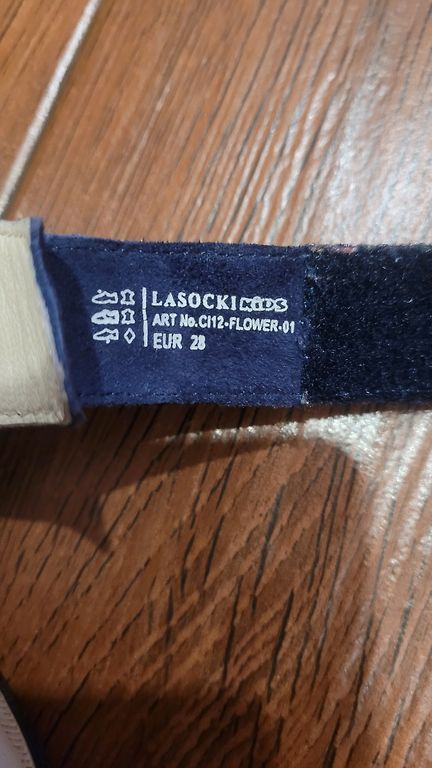 LASOCKI KIDS
ART No.CI12-FLOWER-01
EUR 28